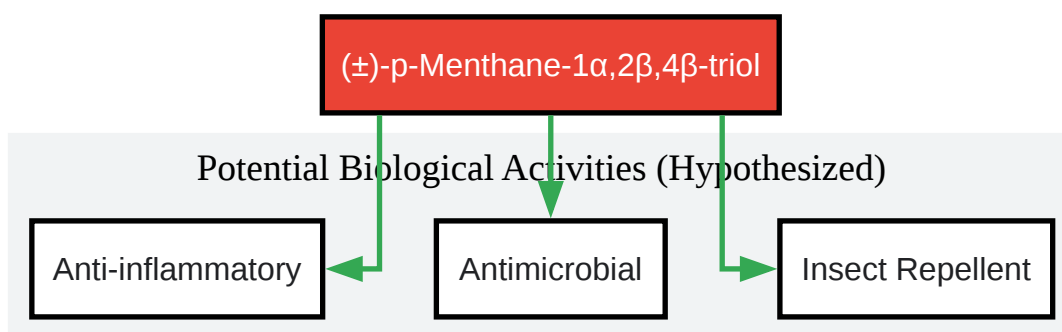 (±)-p-Menthane-1α,2β,4β-triol
Potential Biological Activities (Hypothesized)
Anti-inflammatory
Antimicrobial
Insect Repellent